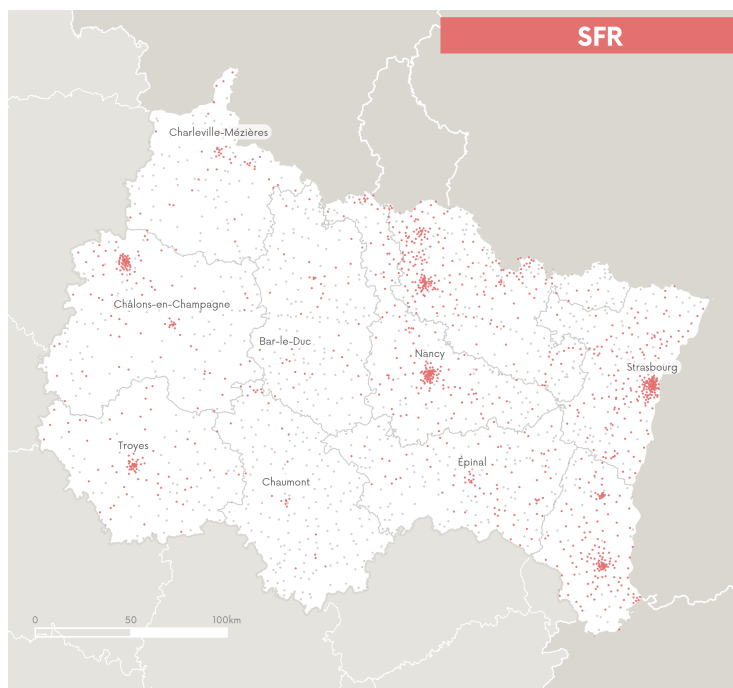 SFR
Charleville-Mézières
Châlons-en-Champagne
Bar-le-Duc
Nancy
Strasbourg
Troyes
Épinal
Chaumont
0 50 100km